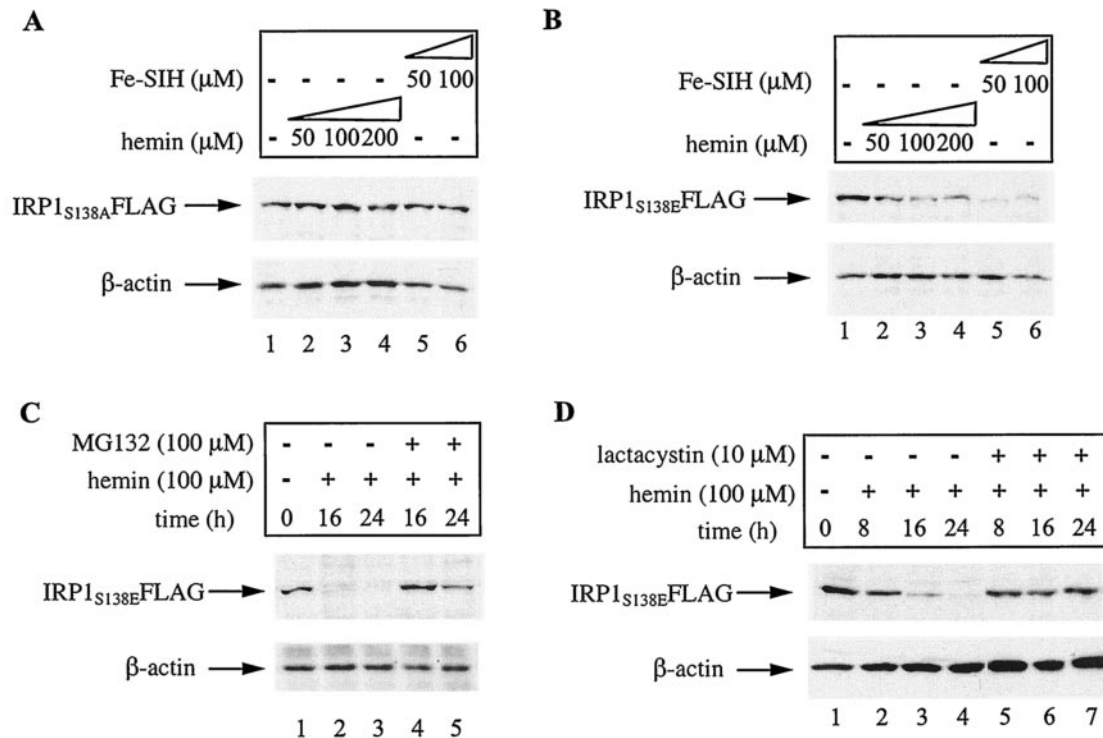 A
Fe-SIH (μM) - - - - 50 100
hemin (μM) - 50 100 200 - -
IRP1S138AFLAG
β-actin
1 2 3 4 5 6
B
Fe-SIH (μM) - - - - 50 100
hemin (μM) - 50 100 200 - -
IRP1S138EFLAG
β-actin
1 2 3 4 5 6
C
MG132 (100 μM) - - - + +
hemin (100 μM) - + + + +
time (h) 0 16 24 16 24
IRP1S138EFLAG
β-actin
1 2 3 4 5
D
lactacystin (10 μM) - - - - + + +
hemin (100 μM) - + + + + + +
time (h) 0 8 16 24 8 16 24
IRP1S138EFLAG
β-actin
1 2 3 4 5 6 7